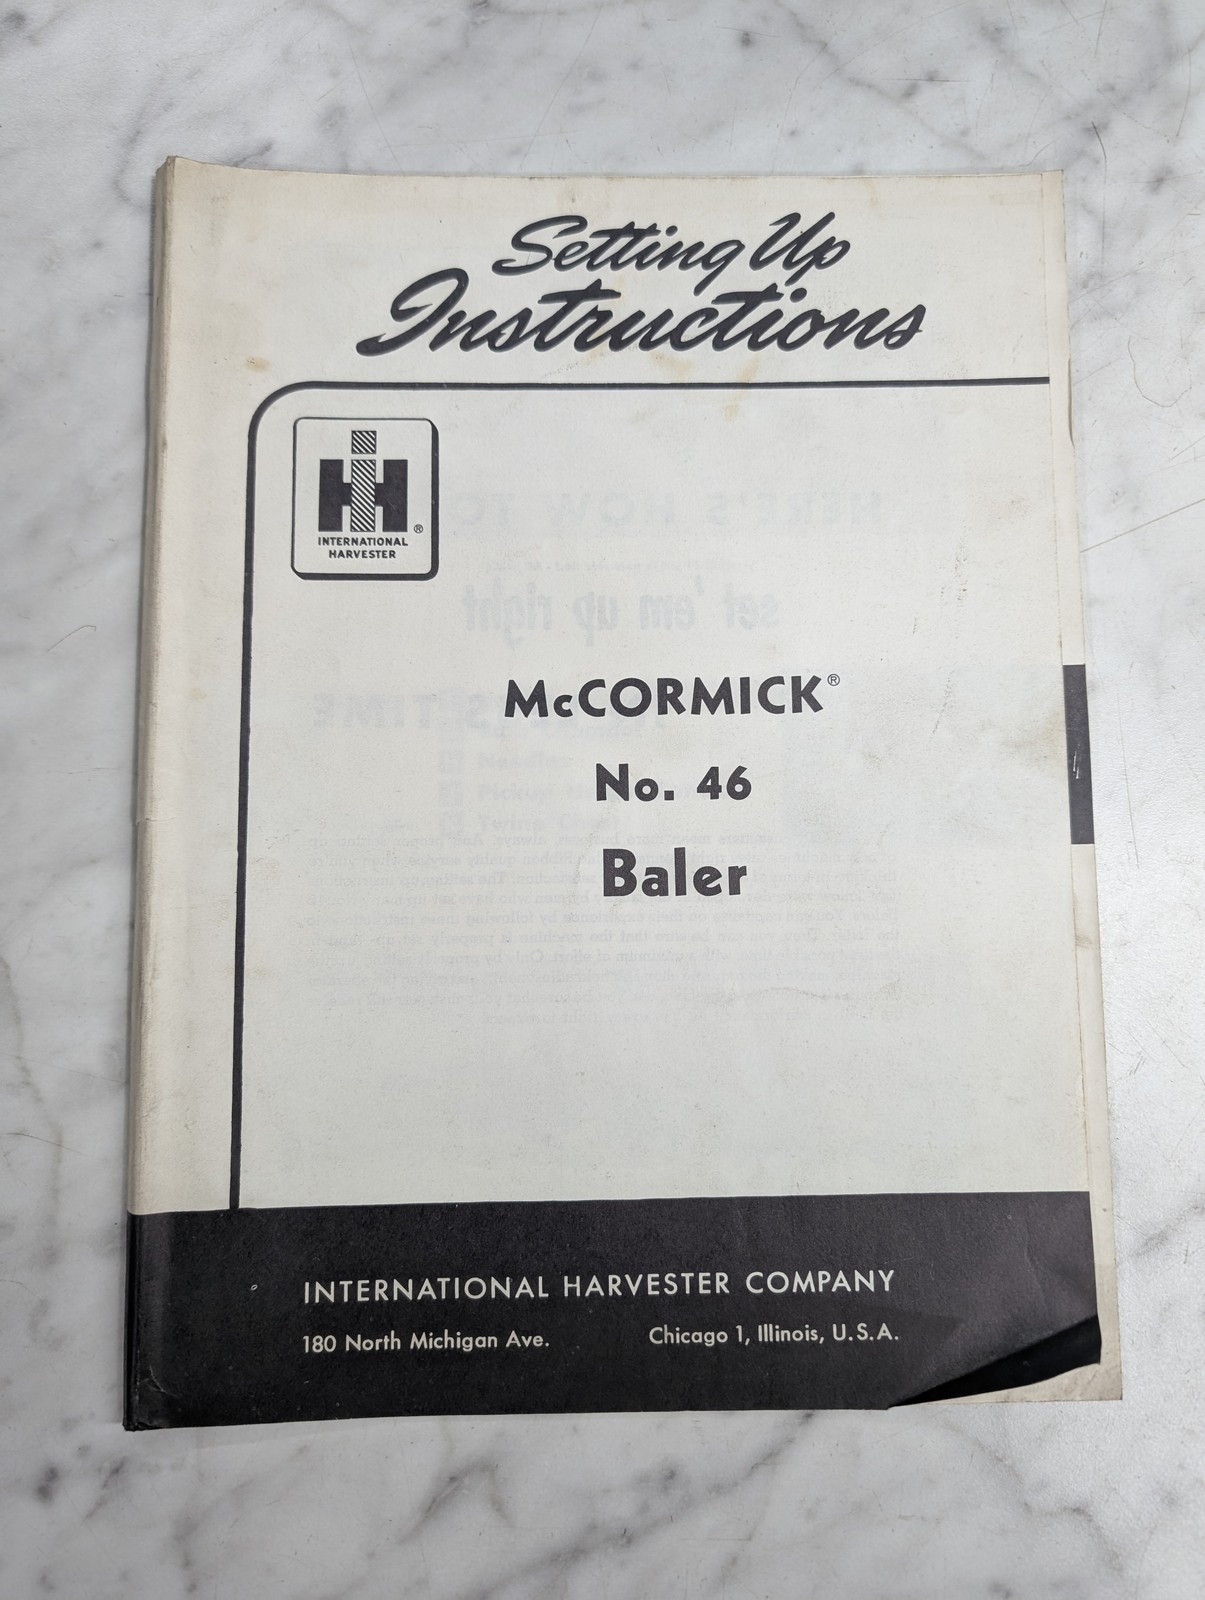 Setting Up
Instructions
IH ®
INTERNATIONAL
HARVESTER
McCORMICK®
No. 46
Baler
INTERNATIONAL HARVESTER COMPANY
180 North Michigan Ave. Chicago 1, Illinois, U.S.A.